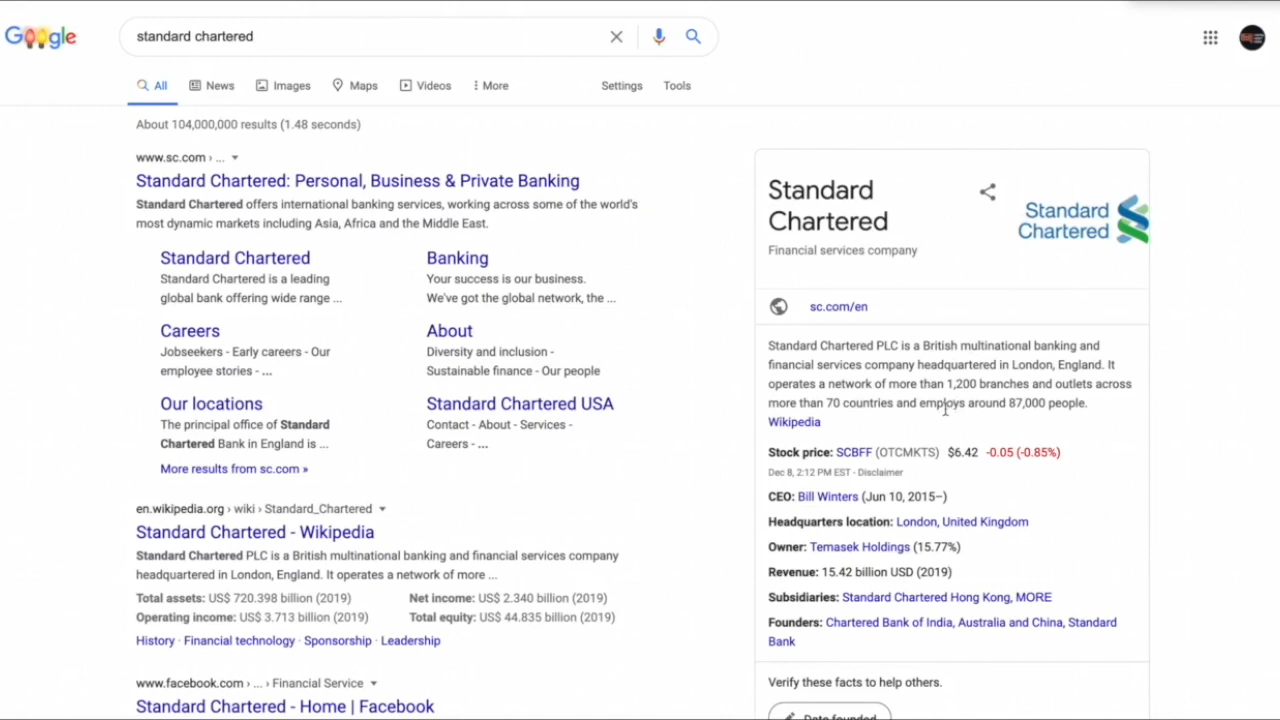 Google
standard chartered
All
News
Images
Maps
Videos
More
Settings
Tools
About 104,000,000 results (1.48 seconds)
www.sc.com › ...
Standard Chartered: Personal, Business & Private Banking
Standard Chartered offers international banking services, working across some of the world's
most dynamic markets including Asia, Africa and the Middle East.
Standard Chartered
Standard Chartered is a leading
global bank offering wide range ...
Banking
Your success is our business.
We've got the global network, the ...
Careers
Jobseekers - Early careers - Our
employee stories - ...
About
Diversity and inclusion -
Sustainable finance - Our people
Our locations
The principal office of Standard
Chartered Bank in England is ...
Standard Chartered USA
Contact - About - Services -
Careers - ...
More results from sc.com »
en.wikipedia.org › wiki › Standard_Chartered
Standard Chartered - Wikipedia
Standard Chartered PLC is a British multinational banking and financial services company
headquartered in London, England. It operates a network of more ...
Total assets: US$ 720.398 billion (2019)
Net income: US$ 2.340 billion (2019)
Operating income: US$ 3.713 billion (2019)
Total equity: US$ 44.835 billion (2019)
History · Financial technology · Sponsorship · Leadership
www.facebook.com › ... › Financial Service
Standard Chartered - Home | Facebook
Standard
Chartered
Financial services company
Standard
Chartered
sc.com/en
Standard Chartered PLC is a British multinational banking and
financial services company headquartered in London, England. It
operates a network of more than 1,200 branches and outlets across
more than 70 countries and employs around 87,000 people.
Wikipedia
Stock price: SCBFF (OTCMKTS) $6.42 -0.05 (-0.85%)
Dec 8, 2:12 PM EST - Disclaimer
CEO: Bill Winters (Jun 10, 2015–)
Headquarters location: London, United Kingdom
Owner: Temasek Holdings (15.77%)
Revenue: 15.42 billion USD (2019)
Subsidiaries: Standard Chartered Hong Kong, MORE
Founders: Chartered Bank of India, Australia and China, Standard
Bank
Verify these facts to help others.
Date founded